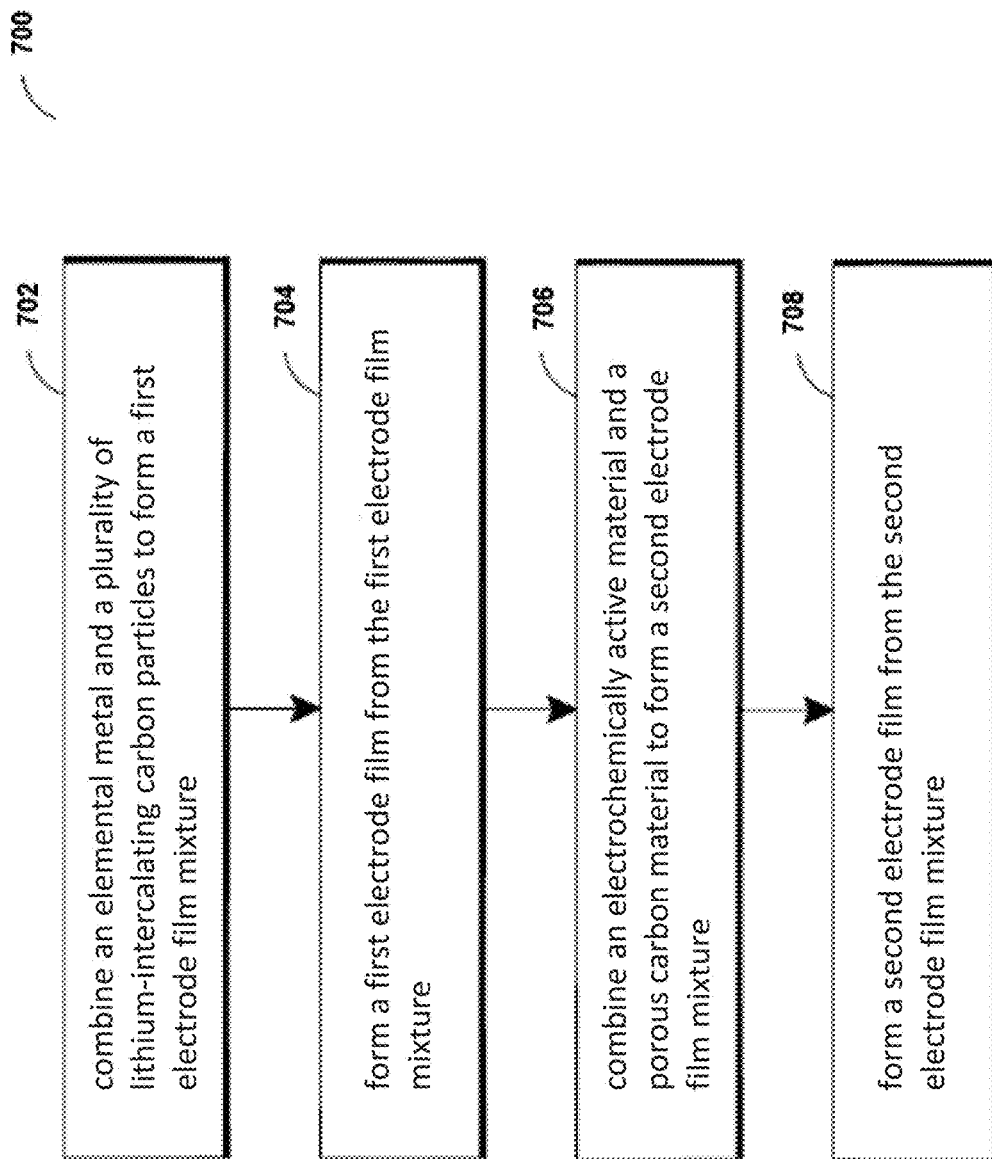 700
702
combine an elemental metal and a plurality of
lithium-intercalating carbon particles to form a first
electrode film mixture
704
form a first electrode film from the first electrode film
mixture
706
combine an electrochemically active material and a
porous carbon material to form a second electrode
film mixture
708
form a second electrode film from the second
electrode film mixture